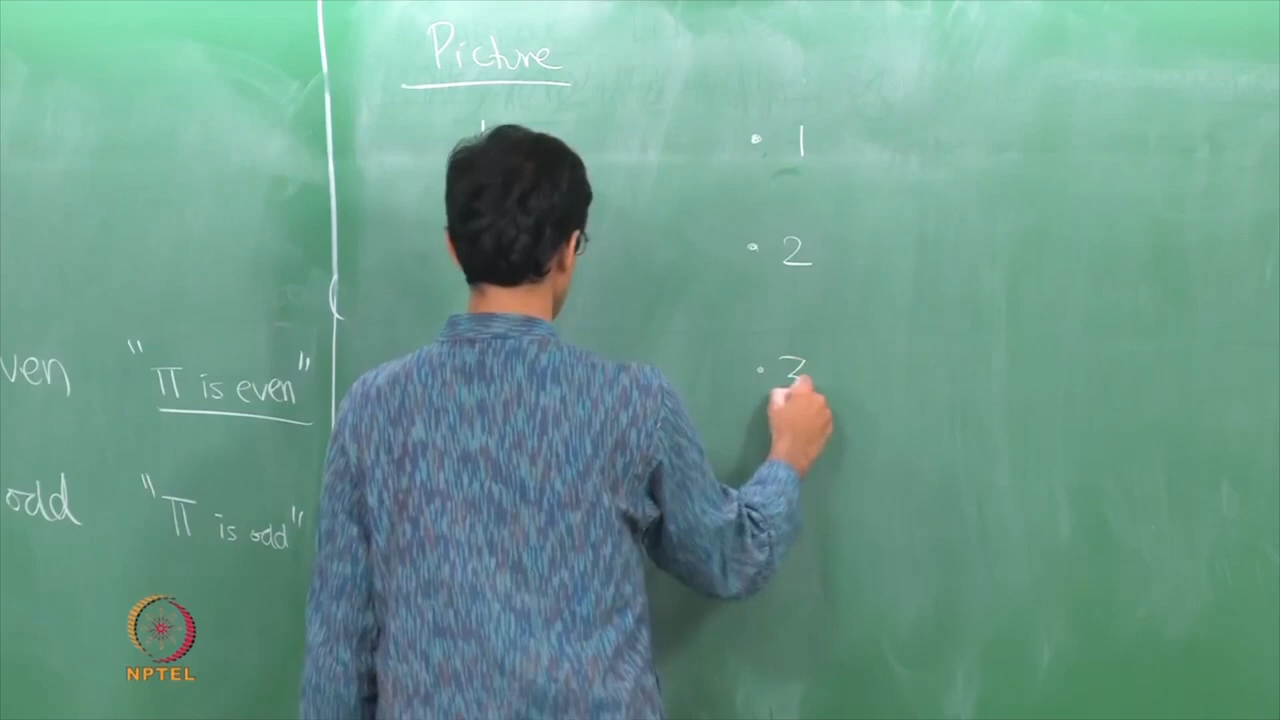 Picture
· 1
· 2
· 3
ven "π is even"
odd "π is odd"
NPTEL